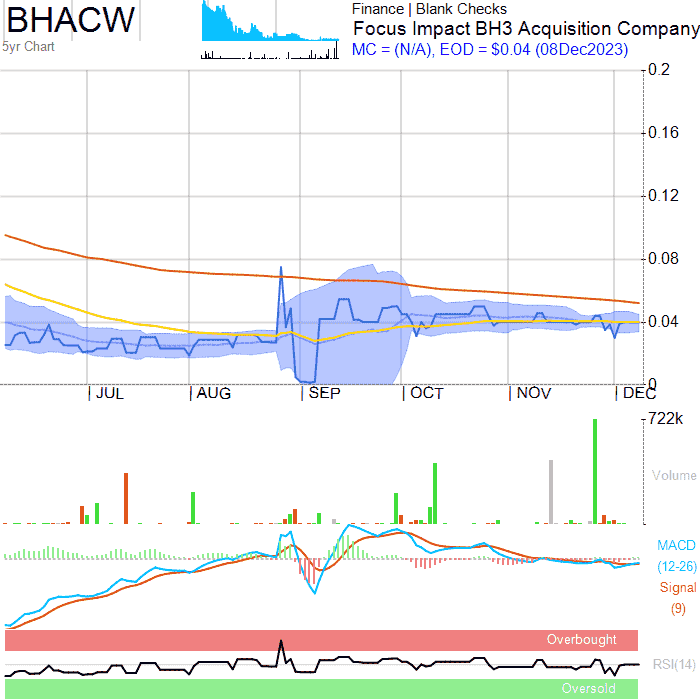 BHACW
5yr Chart
Finance | Blank Checks
Focus Impact BH3 Acquisition Company
MC = (N/A), EOD = $0.04 (08Dec2023)
0.2
0.16
0.12
0.08
0.04
0
JUL
AUG
SEP
OCT
NOV
DEC
722k
Volume
MACD
(12-26)
Signal
(9)
Overbought
RSI(14)
Oversold